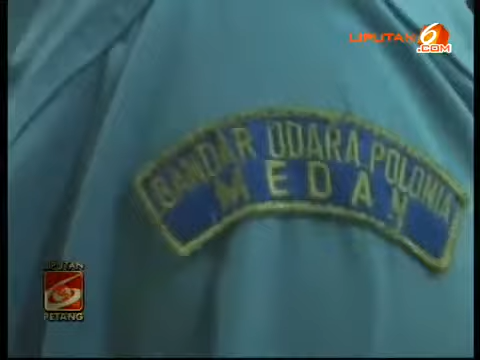 LIPUTAN 6
.COM
BANDAR UDARA POLONIA
MEDAN
LIPUTAN
6
PETANG